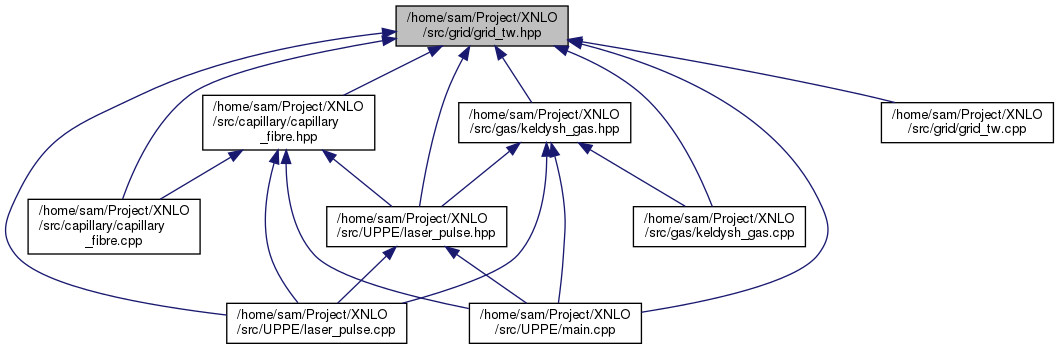 /home/sam/Project/XNLO
/src/grid/grid_tw.hpp
/home/sam/Project/XNLO
/src/capillary/capillary
_fibre.hpp
/home/sam/Project/XNLO
/src/gas/keldysh_gas.hpp
/home/sam/Project/XNLO
/src/grid/grid_tw.cpp
/home/sam/Project/XNLO
/src/capillary/capillary
_fibre.cpp
/home/sam/Project/XNLO
/src/UPPE/laser_pulse.hpp
/home/sam/Project/XNLO
/src/gas/keldysh_gas.cpp
/home/sam/Project/XNLO
/src/UPPE/laser_pulse.cpp
/home/sam/Project/XNLO
/src/UPPE/main.cpp